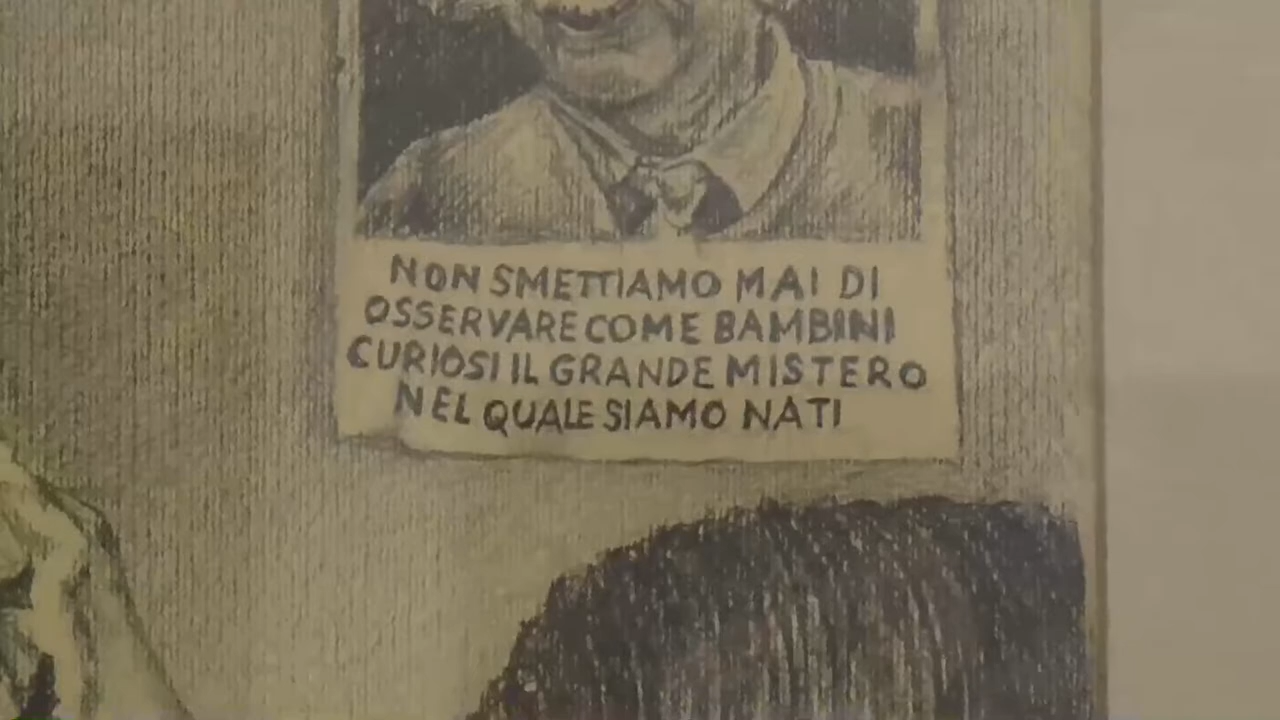 NON SMETTIAMO MAI DI
OSSERVARE COME BAMBINI
CURIOSI IL GRANDE MISTERO
NEL QUALE SIAMO NATI